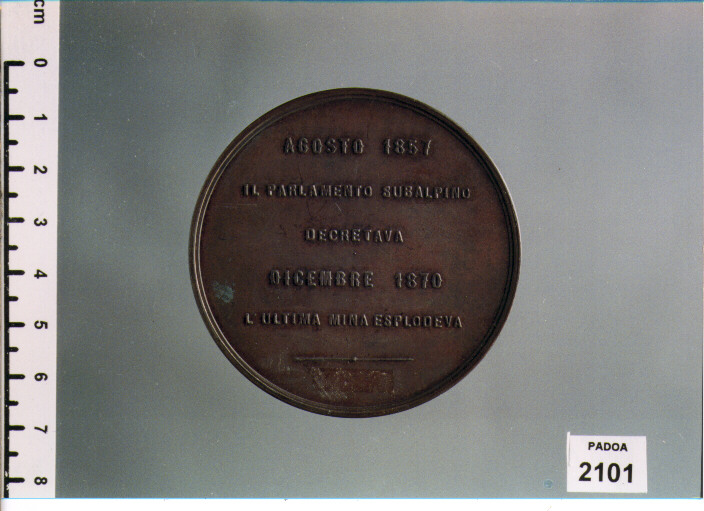 AGOSTO 1857
IL PARLAMENTO SUBALPINO
DECRETAVA
DICEMBRE 1870
L'ULTIMA MINA ESPLODEVA
cm
0
1
2
3
4
5
6
7
8
PADOA
2101